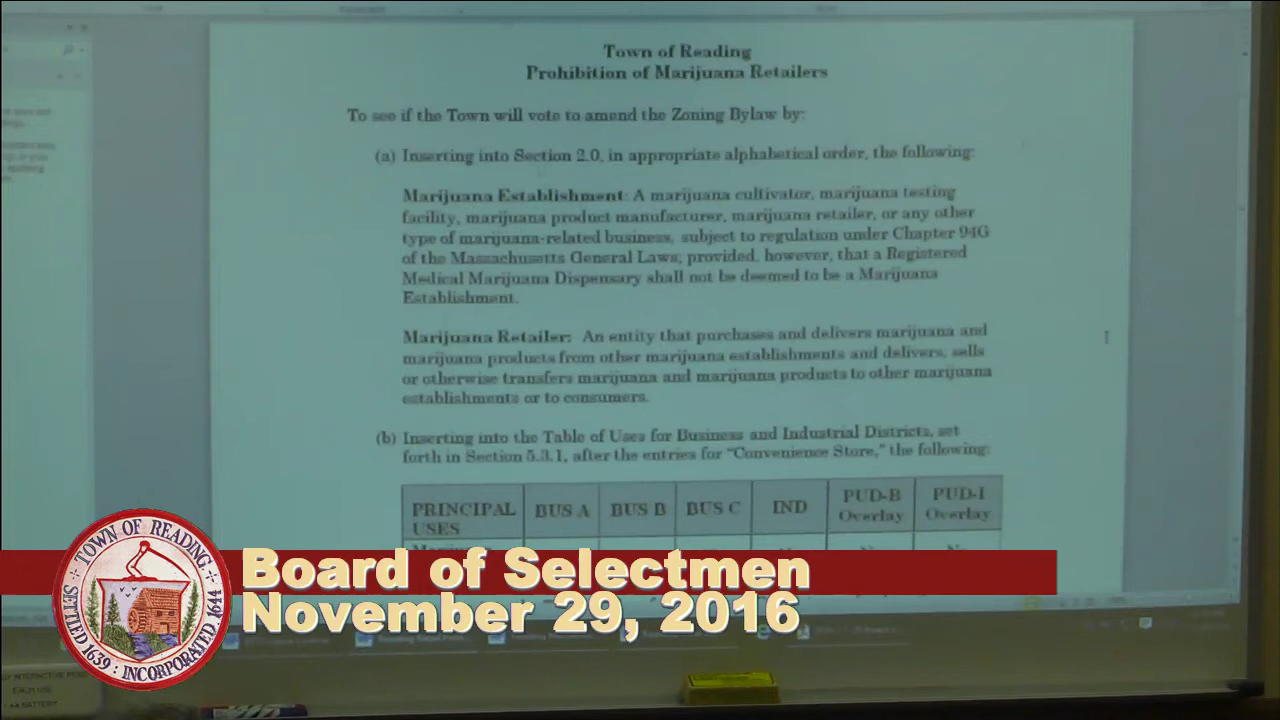 Town of Reading
Prohibition of Marijuana Retailers
To see if the Town will vote to amend the Zoning Bylaw by:
(a) Inserting into Section 2.0, in appropriate alphabetical order, the following:
Marijuana Establishment: A marijuana cultivator, marijuana testing
facility, marijuana product manufacturer, marijuana retailer, or any other
type of marijuana-related business, subject to regulation under Chapter 94G
of the Massachusetts General Laws; provided, however, that a Registered
Medical Marijuana Dispensary shall not be deemed to be a Marijuana
Establishment.
Marijuana Retailer: An entity that purchases and delivers marijuana and
marijuana products from other marijuana establishments and delivers, sells
or otherwise transfers marijuana and marijuana products to other marijuana
establishments or to consumers.
(b) Inserting into the Table of Uses for Business and Industrial Districts, set
forth in Section 5.3.1, after the entries for “Convenience Store,” the following:
PRINCIPAL USES BUS A BUS B BUS C IND PUD-B Overlay PUD-I Overlay
TOWN OF READING
SETTLED 1639 : INCORPORATED 1644
Board of Selectmen
November 29, 2016